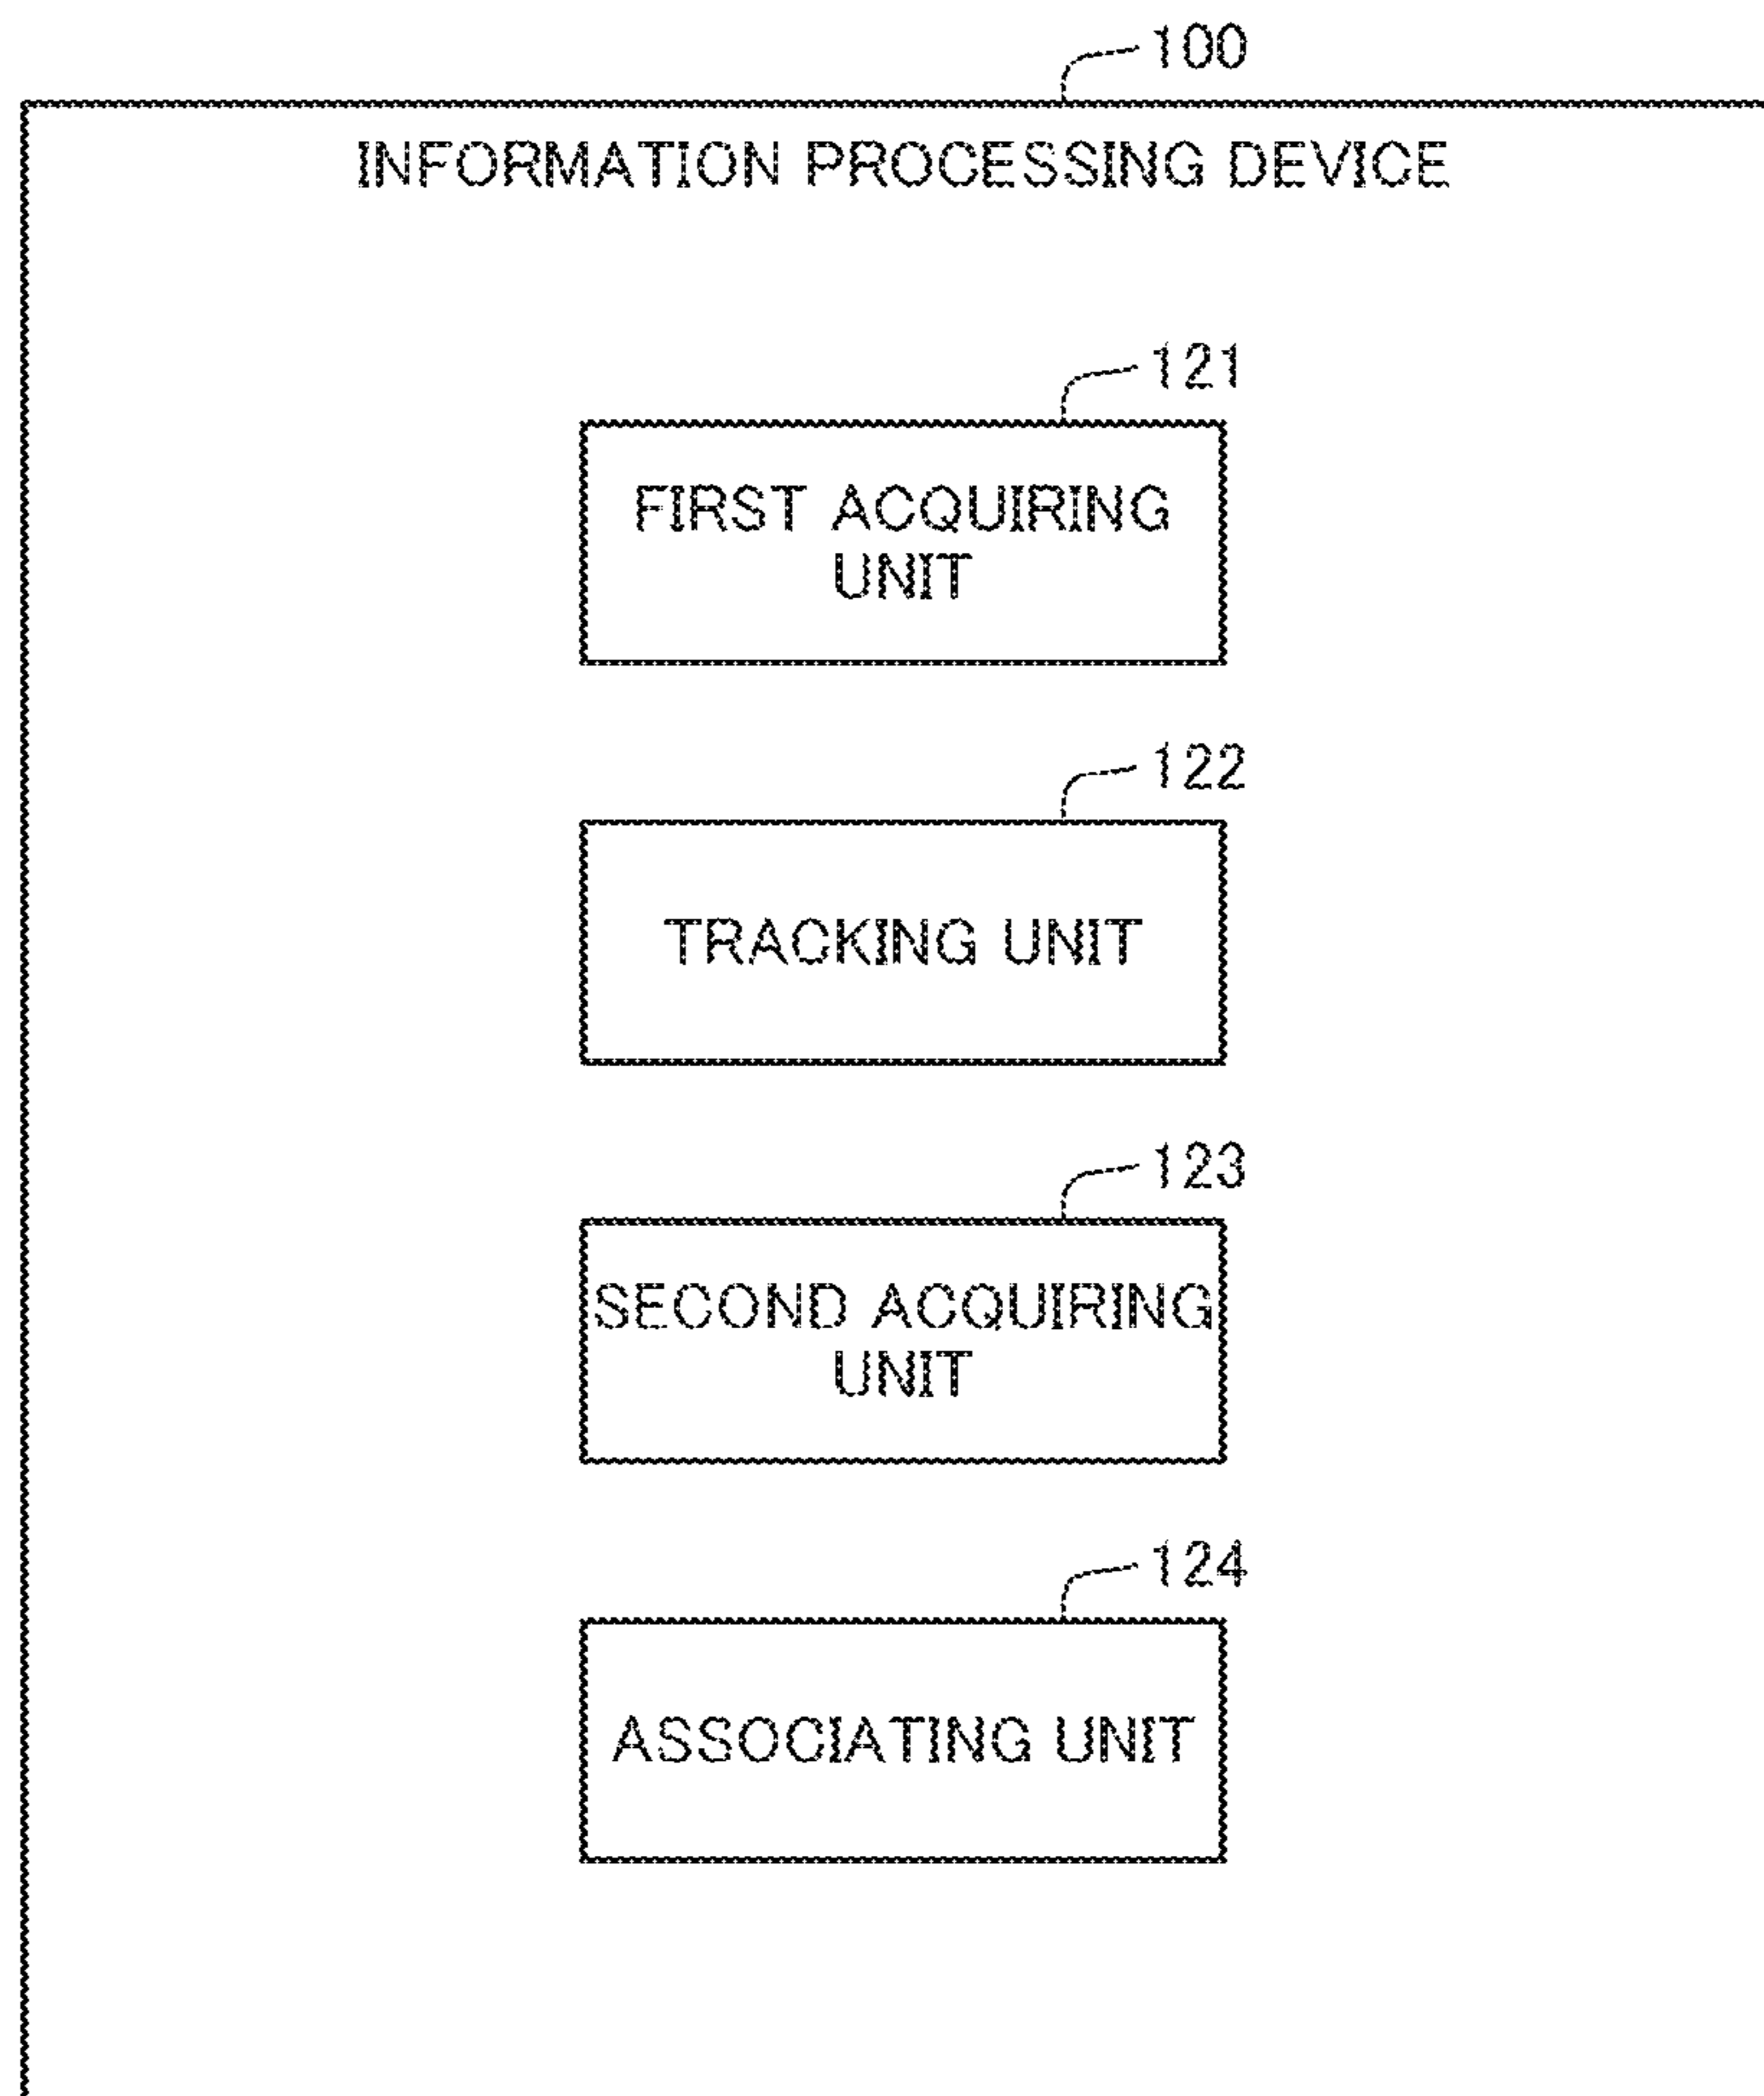 100
INFORMATION PROCESSING DEVICE
121
FIRST ACQUIRING
UNIT
122
TRACKING UNIT
123
SECOND ACQUIRING
UNIT
124
ASSOCIATING UNIT